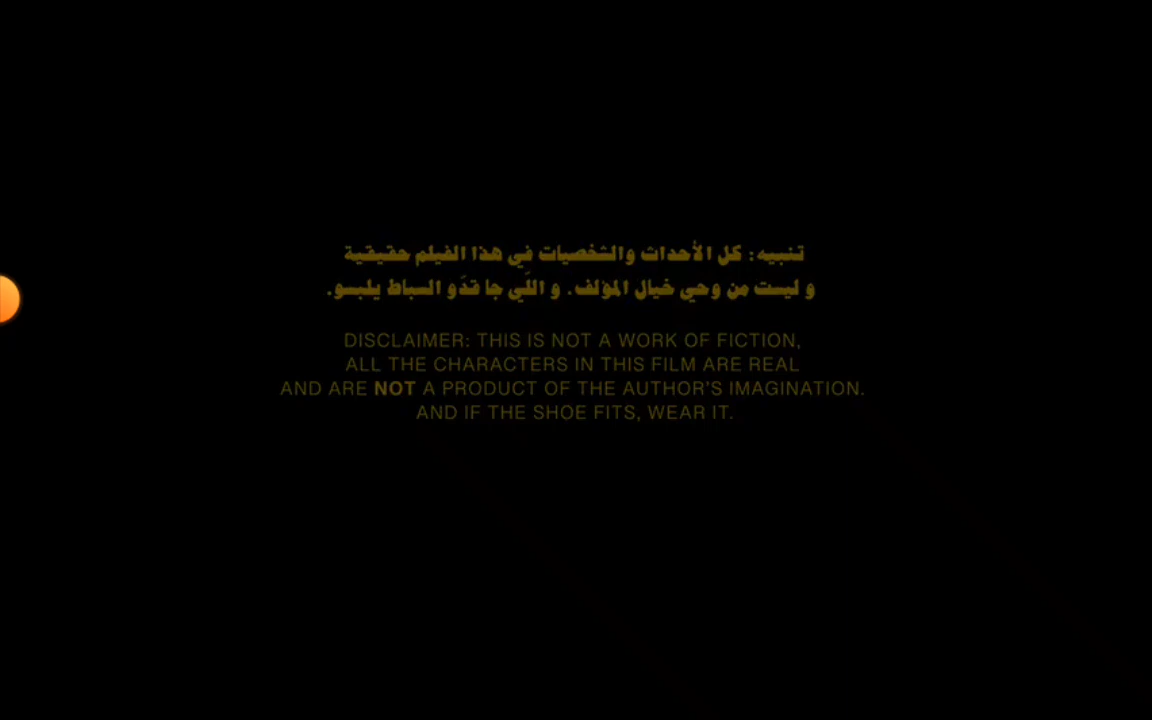 تنبيه: كل الأحداث والشخصيات في هذا الفيلم حقيقية
و ليست من وحي خيال المؤلف. و اللّي جا قدّو السباط يلبسو.
DISCLAIMER: THIS IS NOT A WORK OF FICTION,
ALL THE CHARACTERS IN THIS FILM ARE REAL
AND ARE NOT A PRODUCT OF THE AUTHOR'S IMAGINATION.
AND IF THE SHOE FITS, WEAR IT.